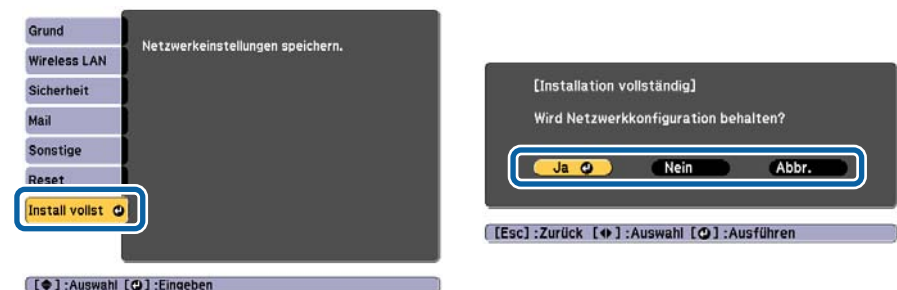 Grund
Wireless LAN
Sicherheit
Mail
Sonstige
Reset
Install vollst
Netzwerkeinstellungen speichern.
[ ] :Auswahl [ ] :Eingeben
[Installation vollständig]
Wird Netzwerkkonfiguration behalten?
Ja Nein Abbr.
[Esc] :Zurück [ ] :Auswahl [ ] :Ausführen